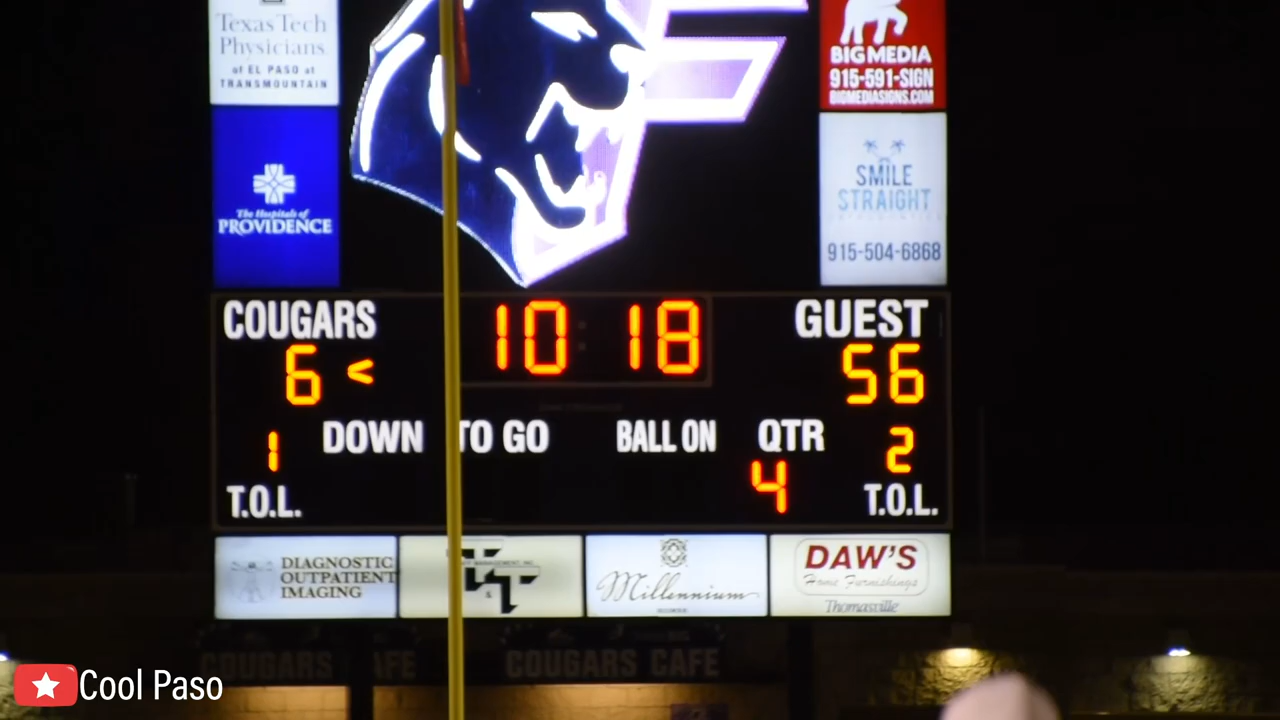 Texas Tech
Physicians
of EL PASO at
TRANSMOUNTAIN
BIG MEDIA
915-591-SIGN
BIGMEDIASIGNS.COM
The Hospitals of
PROVIDENCE
SMILE
STRAIGHT
915-504-6868
COUGARS 10 : 18 GUEST
6 < 56
1 DOWN TO GO BALL ON QTR 2
T.O.L. 4 T.O.L.
DIAGNOSTIC
OUTPATIENT
IMAGING
Millennium
DAW'S
Home Furnishings
Thomasville
COUGARS CAFE
COUGARS CAFE
Cool Paso